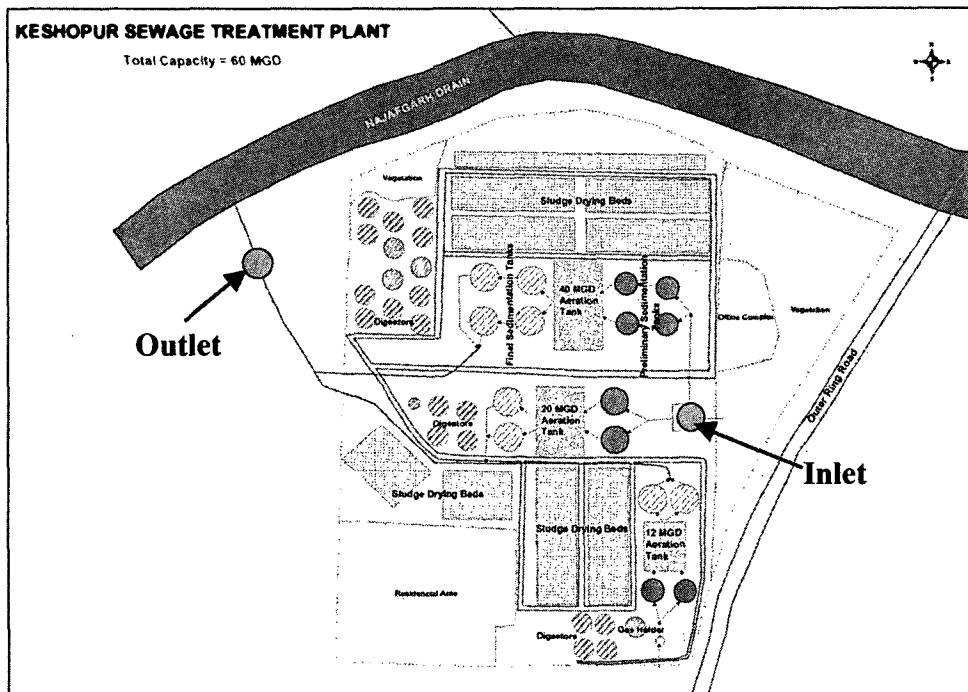 KESHOPUR SEWAGE TREATMENT PLANT
Total Capacity = 60 MGD
NAJAFGARH DRAIN
Vegetation
Sludge Drying Beds
Final Sedimentation Tanks
40 MGD
Aeration
Tank
Preliminary Sedimentation
Tanks
Office Complex
Vegetation
Digestors
Outlet
Outer Ring Road
20 MGD
Aeration
Tank
Digestors
Inlet
Sludge Drying Beds
Sludge Drying Beds
12 MGD
Aeration
Tank
Residencial Area
Digestors
Gas Holder